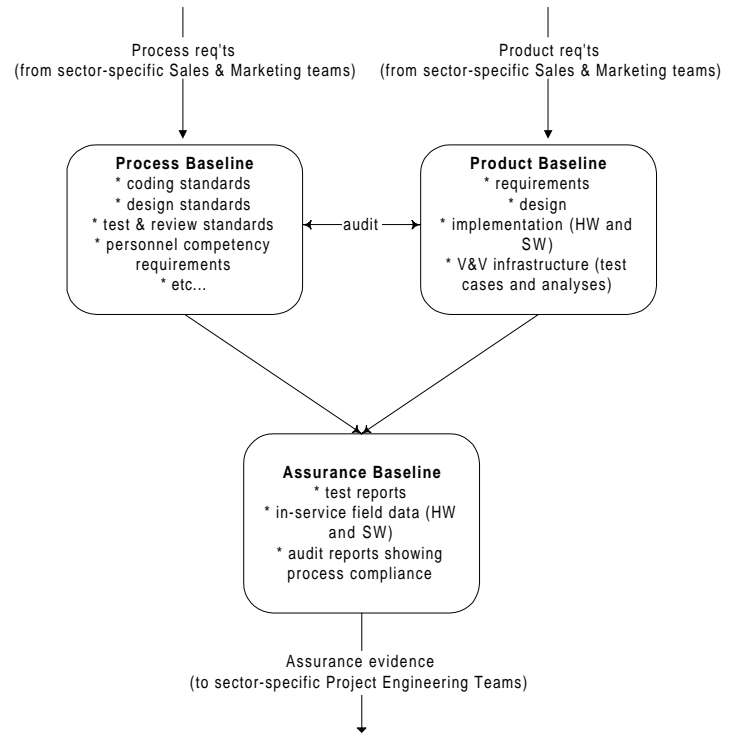 Process req'ts
(from sector-specific Sales & Marketing teams)
Product req'ts
(from sector-specific Sales & Marketing teams)
Process Baseline
* coding standards
* design standards
* test & review standards
* personnel competency
requirements
* etc...
audit
Product Baseline
* requirements
* design
* implementation (HW and
SW)
* V&V infrastructure (test
cases and analyses)
Assurance Baseline
* test reports
* in-service field data (HW
and SW)
* audit reports showing
process compliance
Assurance evidence
(to sector-specific Project Engineering Teams)